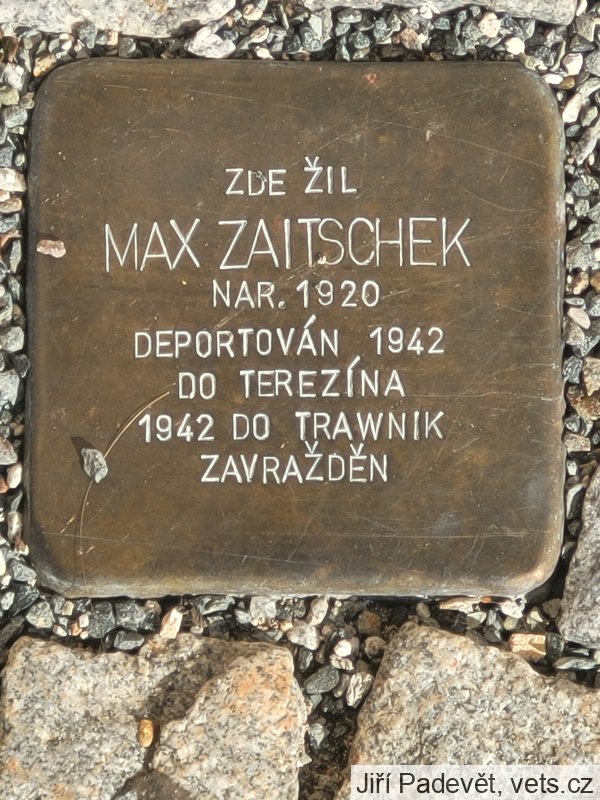 ZDE ŽIL
MAX ZAITSCHEK
NAR. 1920
DEPORTOVÁN 1942
DO TEREZÍNA
1942 DO TRAWNIK
ZAVRAŽDĚN
Jiří Padevět, vets.cz